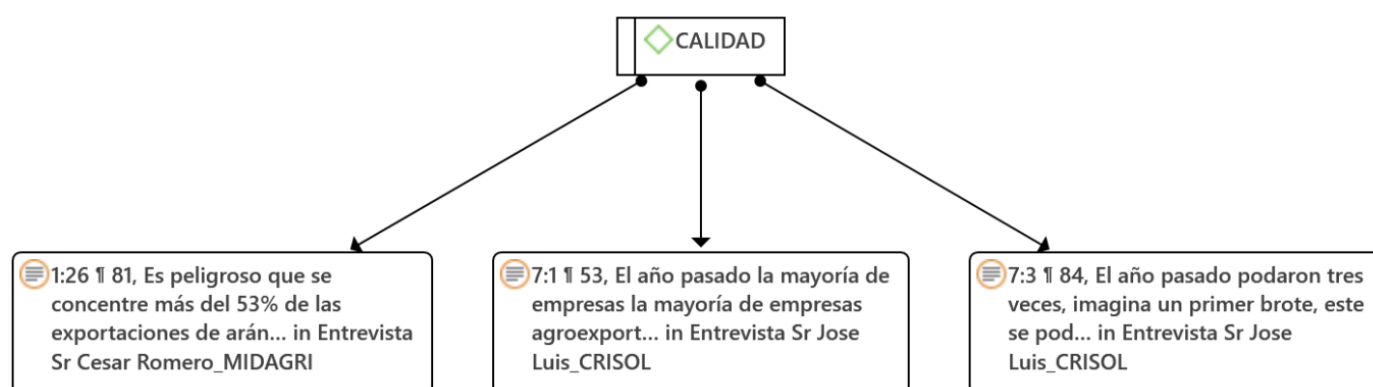 CALIDAD
1:26 ¶ 81, Es peligroso que se
concentre más del 53% de las
exportaciones de arán... in Entrevista
Sr Cesar Romero_MIDAGRI
7:1 ¶ 53, El año pasado la mayoría de
empresas la mayoría de empresas
agroexport... in Entrevista Sr Jose
Luis_CRISOL
7:3 ¶ 84, El año pasado podaron tres
veces, imagina un primer brote, este
se pod... in Entrevista Sr Jose
Luis_CRISOL